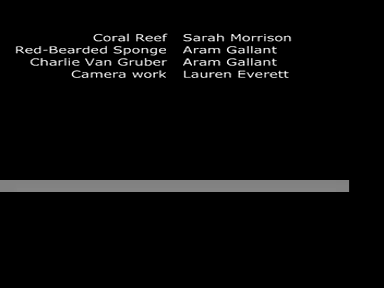 Coral Reef Sarah Morrison
Red-Bearded Sponge Aram Gallant
Charlie Van Gruber Aram Gallant
Camera work Lauren Everett